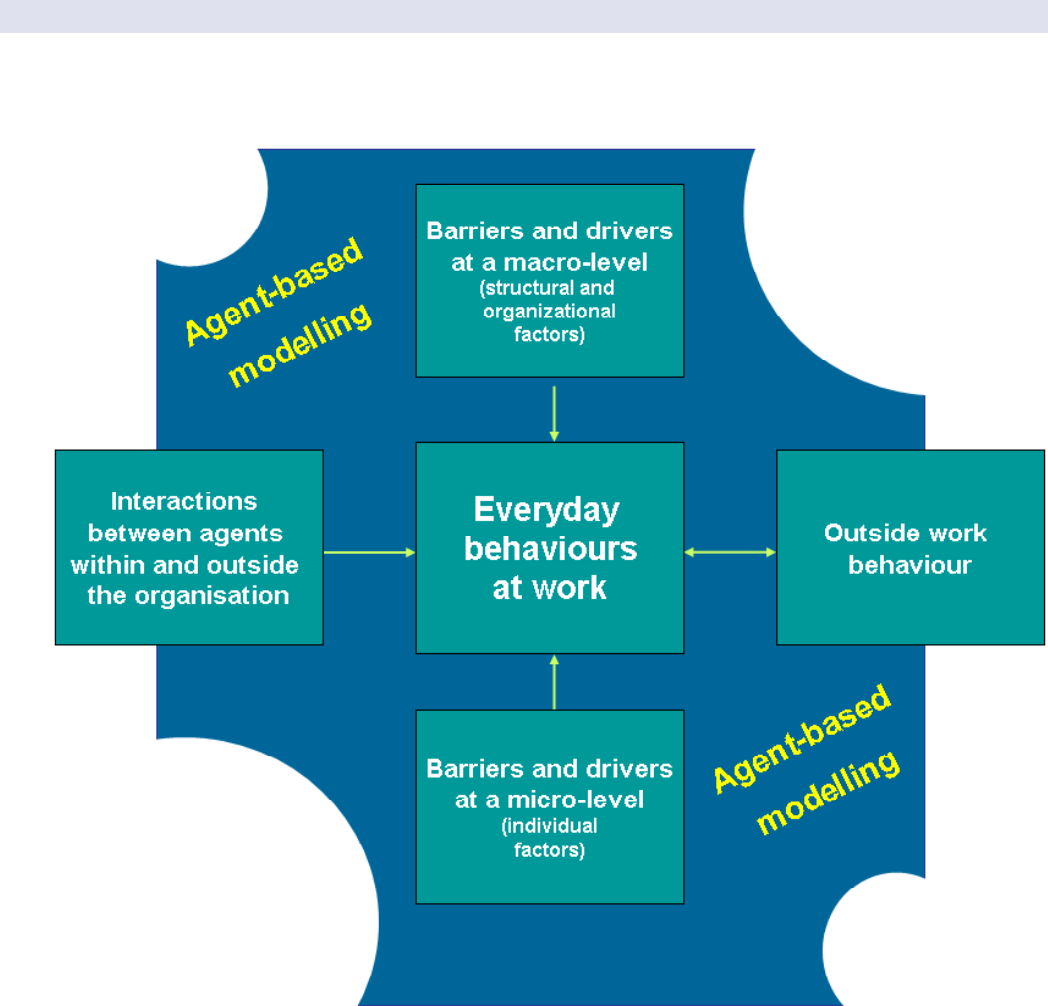 Barriers and drivers
at a macro-level
(structural and
organizational
factors)
Agent-based
modelling
Interactions
between agents
within and outside
the organisation
Everyday
behaviours
at work
Outside work
behaviour
Barriers and drivers
at a micro-level
(individual
factors)
Agent-based
modelling